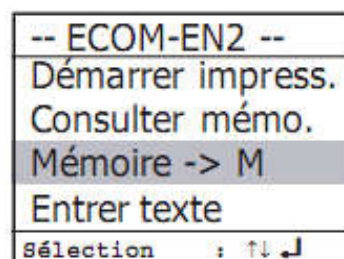 -- ECOM-EN2 --
Démarrer impress.
Consulter mémo.
Mémoire -> M
Entrer texte
Sélection : ↑↓ ↵